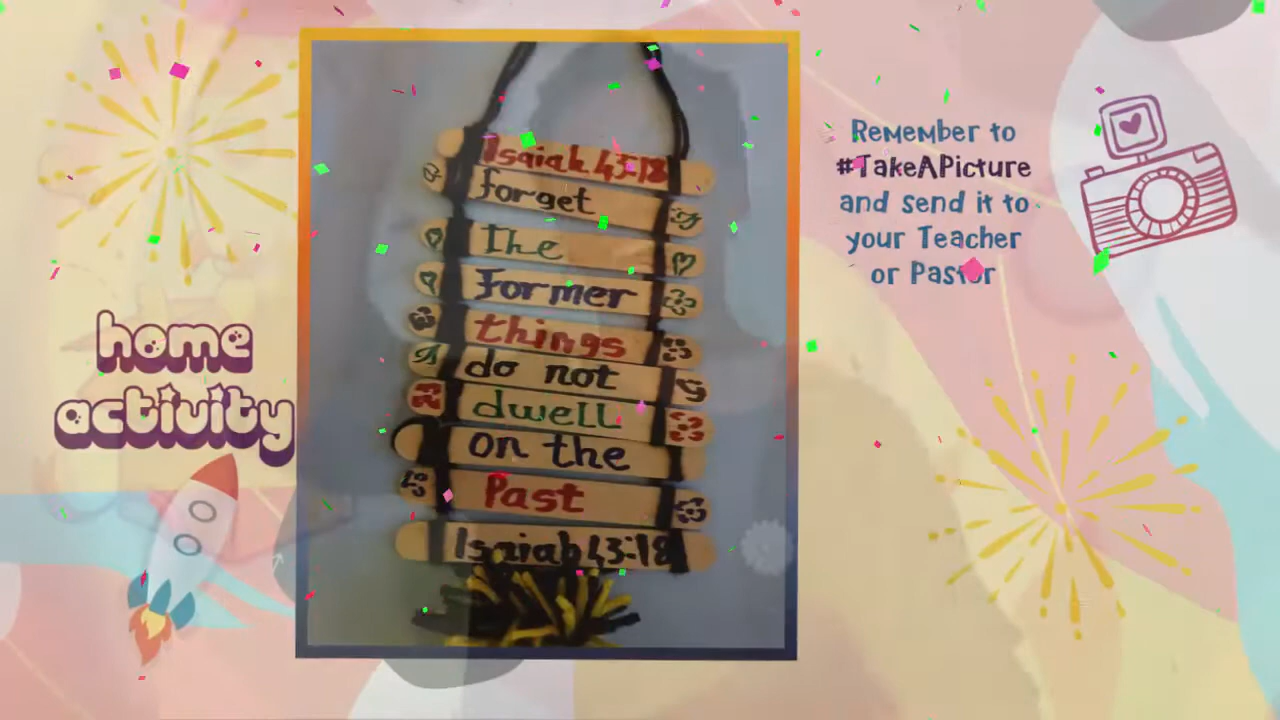 home
activity
Isaiah 43:18
forget
The
Former
things
do not
dwell
on the
Past
Isaiah 43:18
Remember to
#TakeAPicture
and send it to
your Teacher
or Pastor